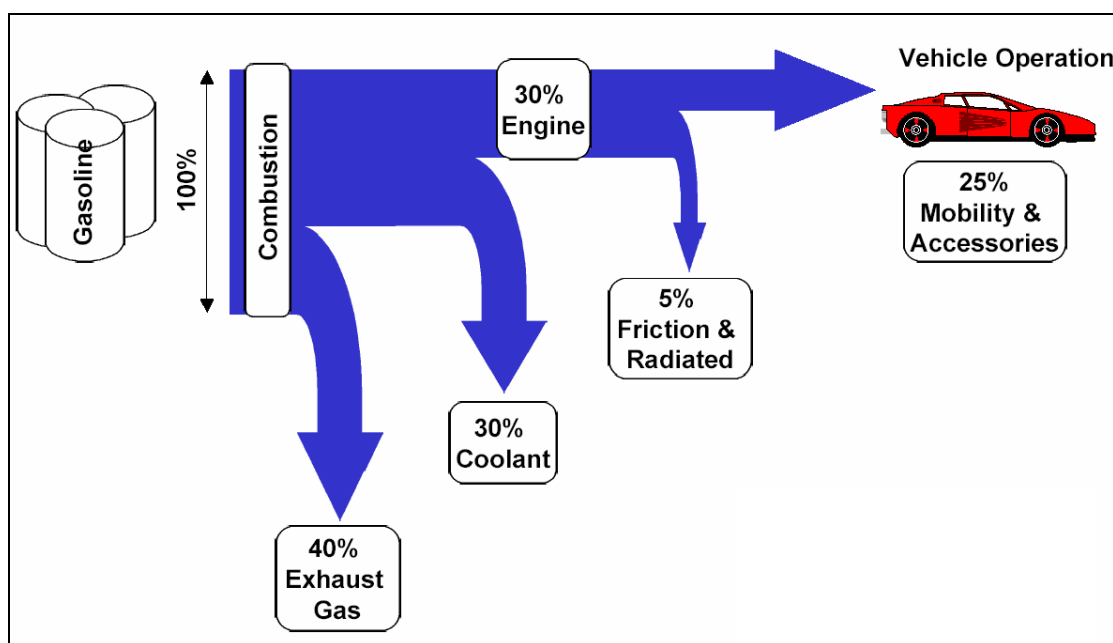 Gasoline
100%
Combustion
30%
Engine
Vehicle Operation
25%
Mobility &
Accessories
5%
Friction &
Radiated
30%
Coolant
40%
Exhaust
Gas